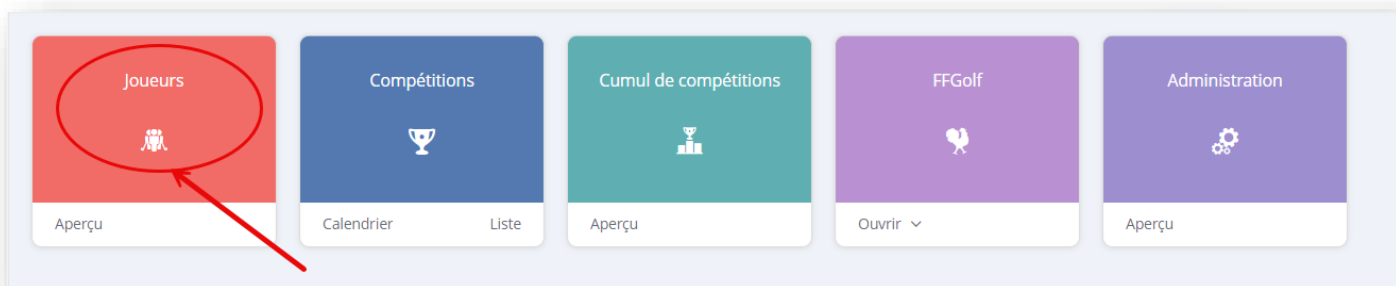 Joueurs
Compétitions
Cumul de compétitions
FFGolf
Administration
Aperçu
Calendrier
Liste
Aperçu
Ouvrir
Aperçu